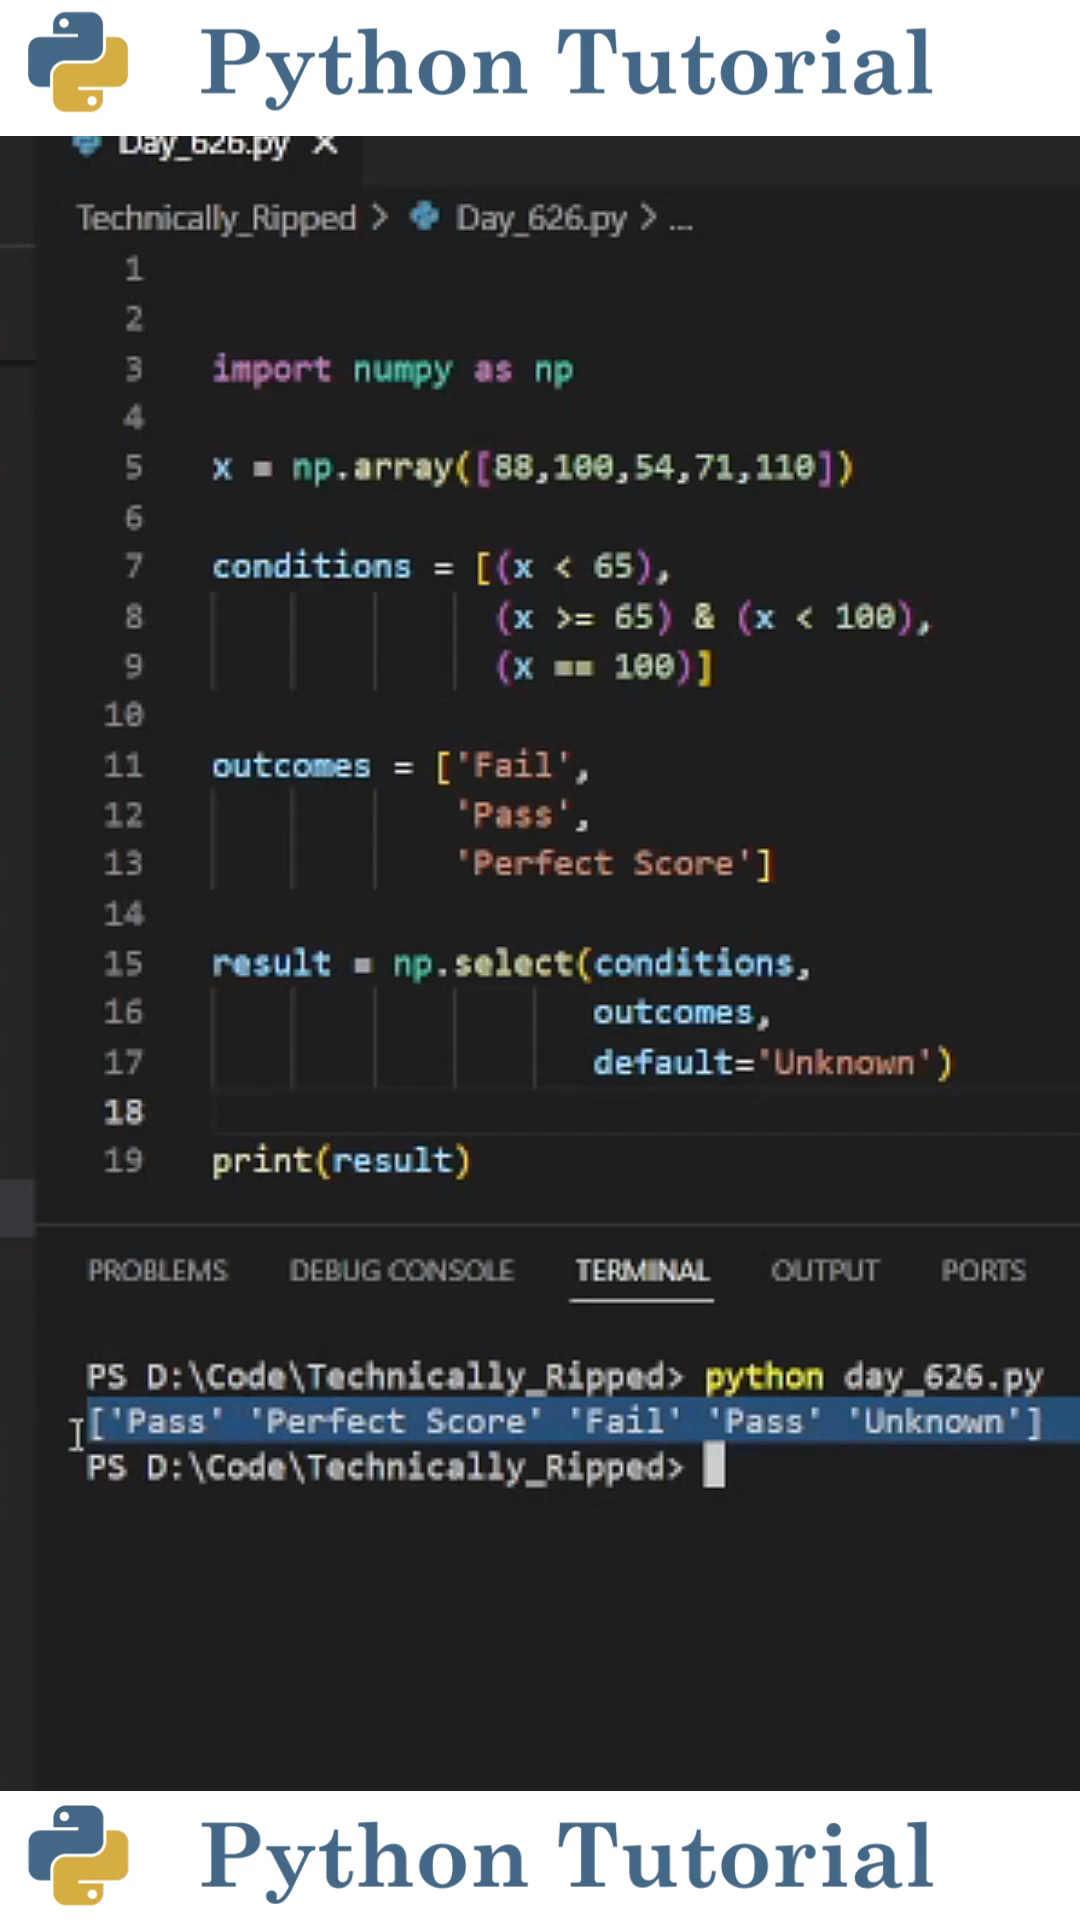 Python Tutorial
Day_626.py ×
Technically_Ripped > Day_626.py > ...
1
2
3 import numpy as np
4
5 x = np.array([88,100,54,71,110])
6
7 conditions = [(x < 65),
8 (x >= 65) & (x < 100),
9 (x == 100)]
10
11 outcomes = ['Fail',
12 'Pass',
13 'Perfect Score']
14
15 result = np.select(conditions,
16 outcomes,
17 default='Unknown')
18
19 print(result)
PROBLEMS DEBUG CONSOLE TERMINAL OUTPUT PORTS
PS D:\Code\Technically_Ripped> python day_626.py
['Pass' 'Perfect Score' 'Fail' 'Pass' 'Unknown']
PS D:\Code\Technically_Ripped>
Python Tutorial